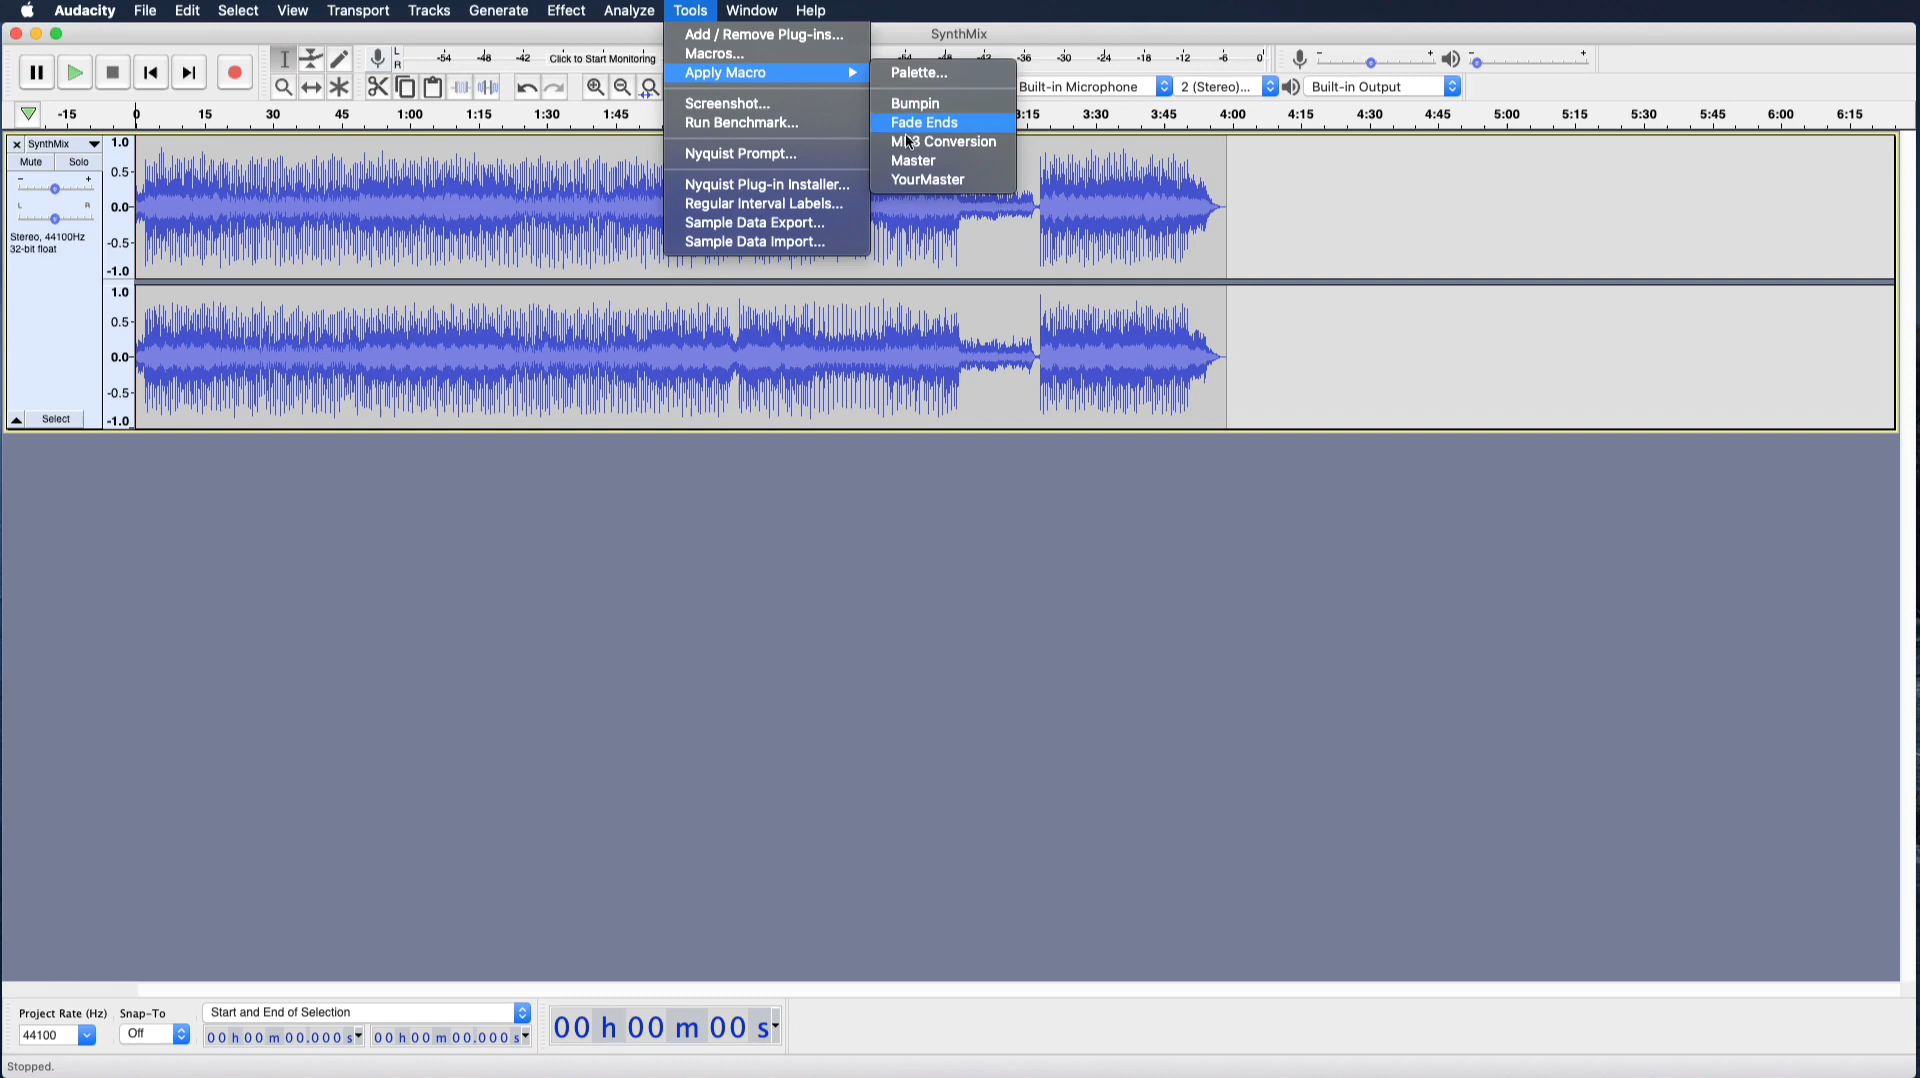 Audacity File Edit Select View Transport Tracks Generate Effect Analyze Tools Window Help
SynthMix
Add / Remove Plug-ins...
Macros...
Apply Macro
Screenshot...
Run Benchmark...
Nyquist Prompt...
Nyquist Plug-in Installer...
Regular Interval Labels...
Sample Data Export...
Sample Data Import...
Palette...
Bumpin
Fade Ends
3 Conversion
Master
YourMaster
L
R
-54 -48 -42 Click to Start Monitoring
-36 -30 -24 -18 -12 -6 0
- +
- +
Built-in Microphone 2 (Stereo)... Built-in Output
-15 0 15 30 45 1:00 1:15 1:30 1:45 3:15 3:30 3:45 4:00 4:15 4:30 4:45 5:00 5:15 5:30 5:45 6:00 6:15
SynthMix
Mute Solo
- +
L R
Stereo, 44100Hz
32-bit float
Select
1.0
0.5
0.0
-0.5
-1.0
1.0
0.5
0.0
-0.5
-1.0
Project Rate (Hz) Snap-To Start and End of Selection
44100 Off 00 h 00 m 00.000 s 00 h 00 m 00.000 s
00 h 00 m 00 s
Stopped.